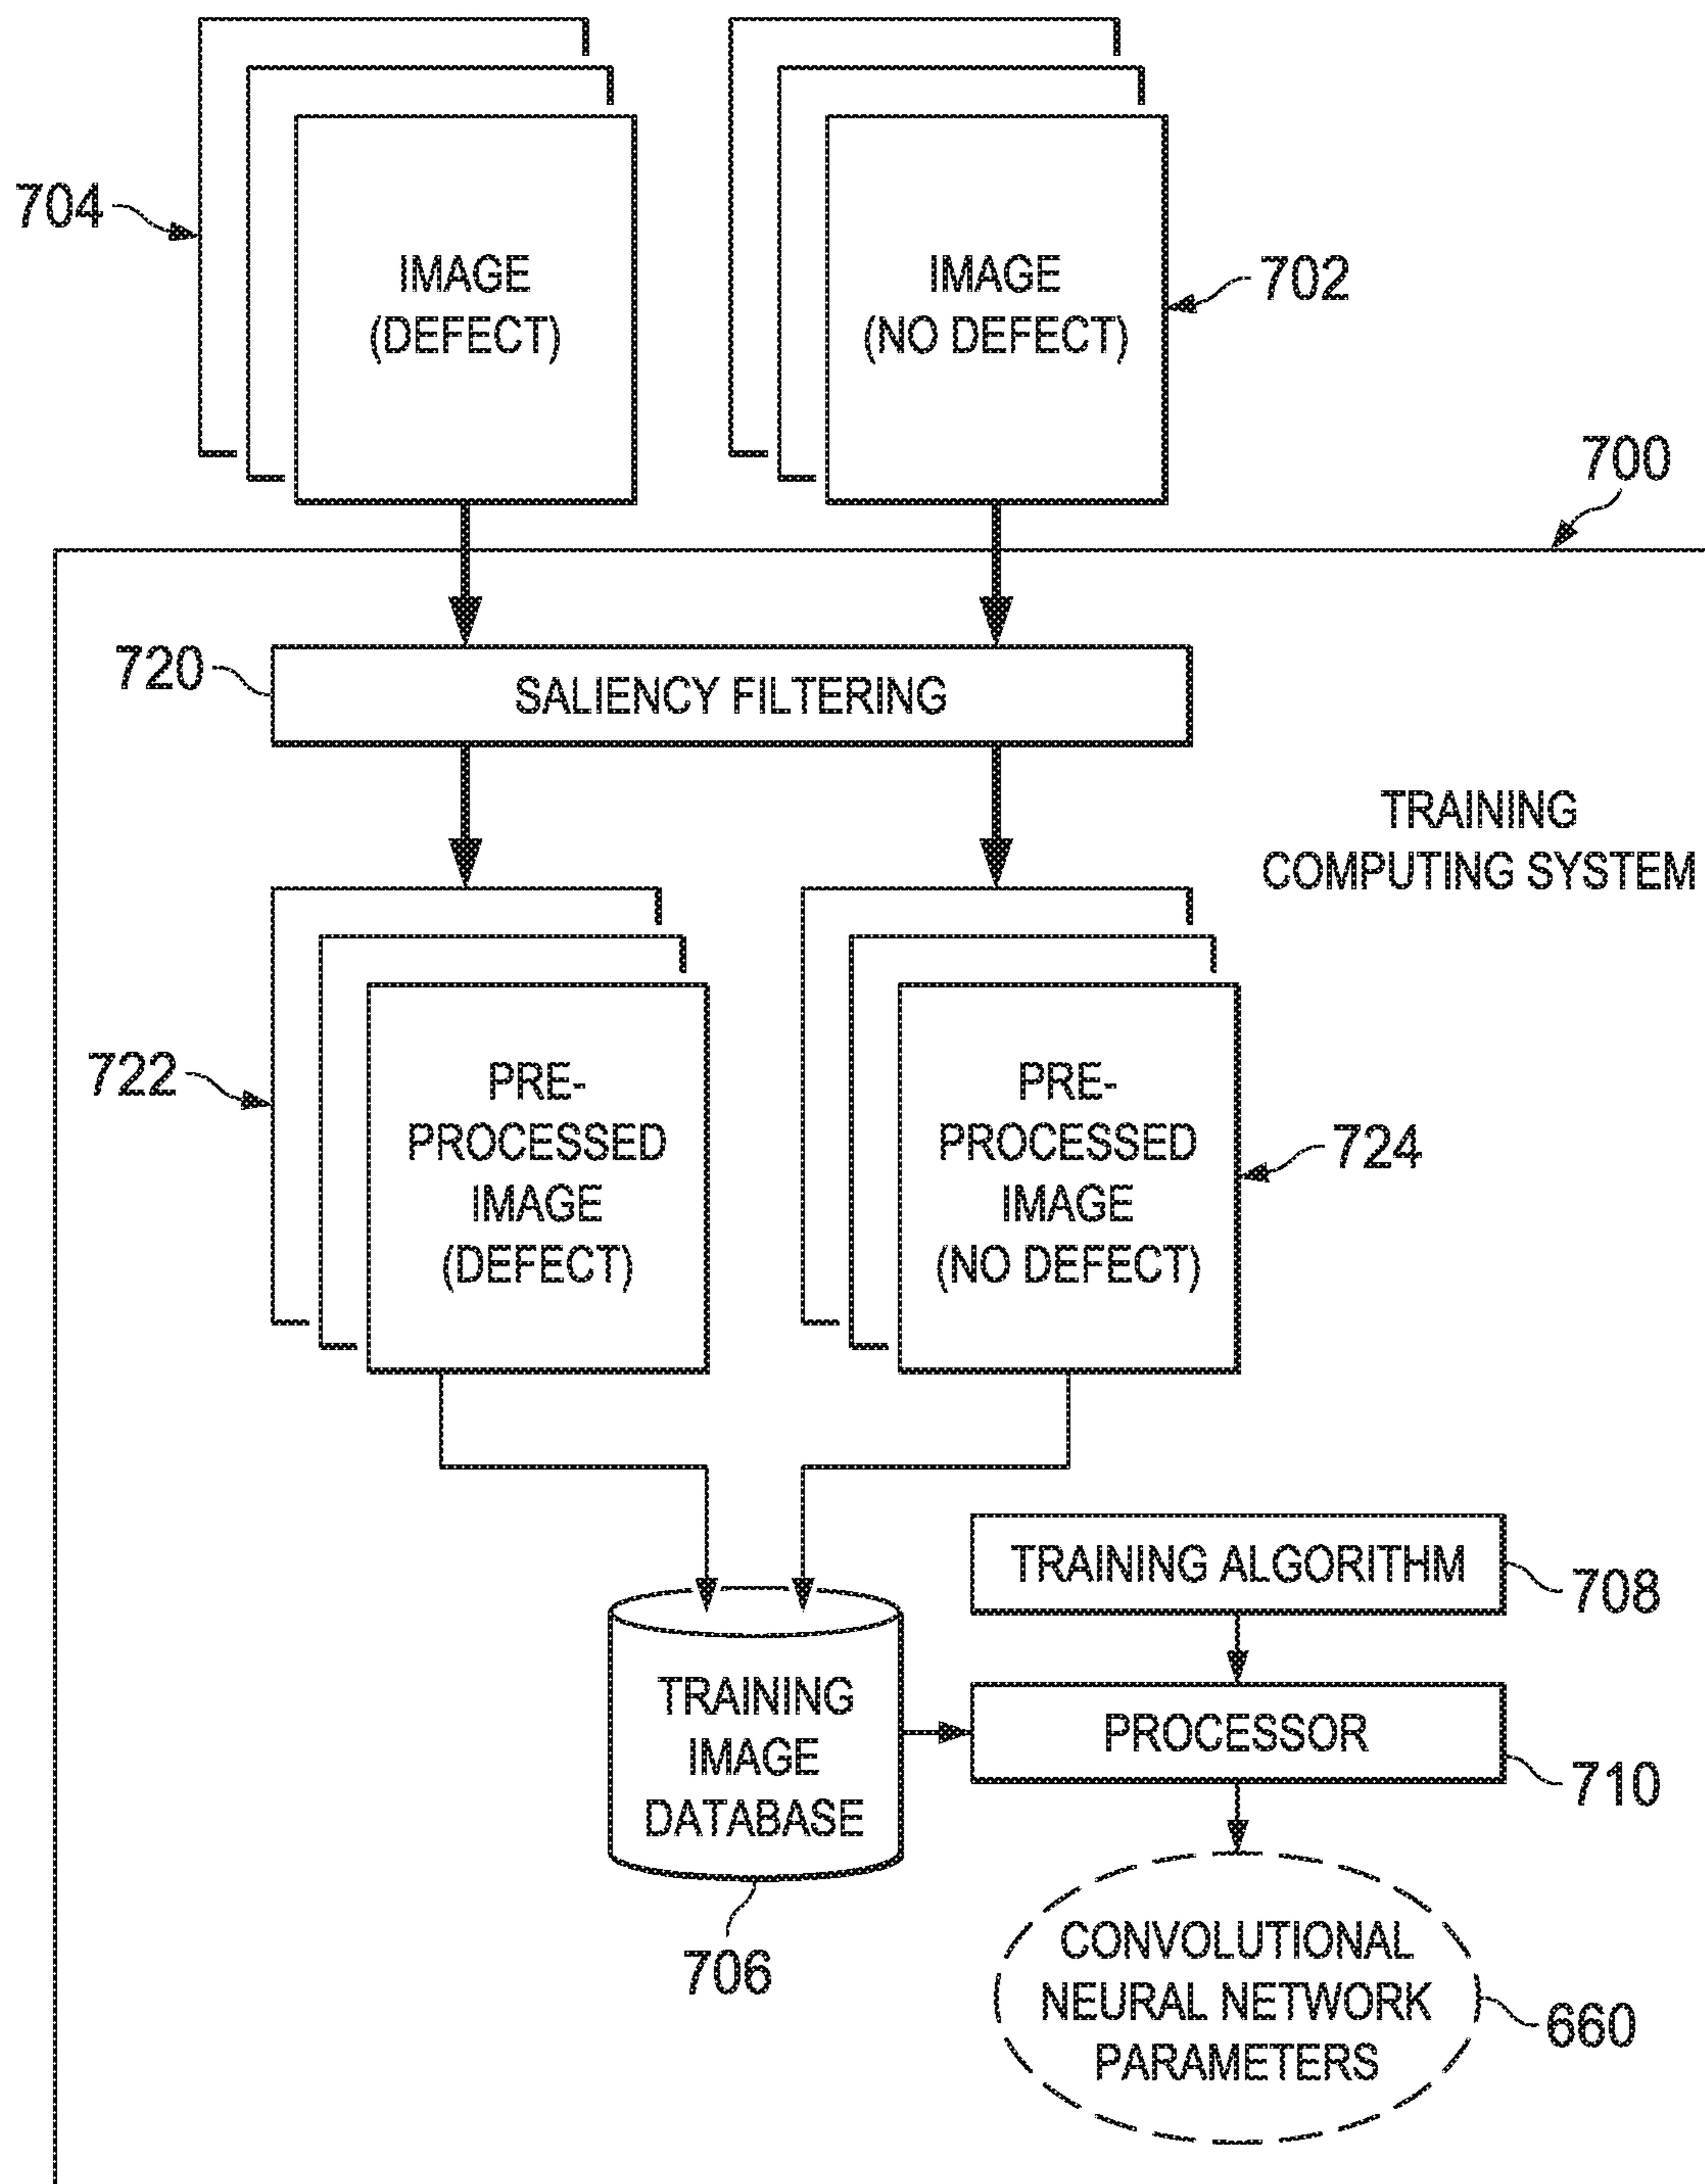 704
IMAGE
(DEFECT)
IMAGE
(NO DEFECT)
702
700
720
SALIENCY FILTERING
TRAINING
COMPUTING SYSTEM
722
PRE-
PROCESSED
IMAGE
(DEFECT)
PRE-
PROCESSED
IMAGE
(NO DEFECT)
724
TRAINING ALGORITHM
708
TRAINING
IMAGE
DATABASE
706
PROCESSOR
710
CONVOLUTIONAL
NEURAL NETWORK
PARAMETERS
660